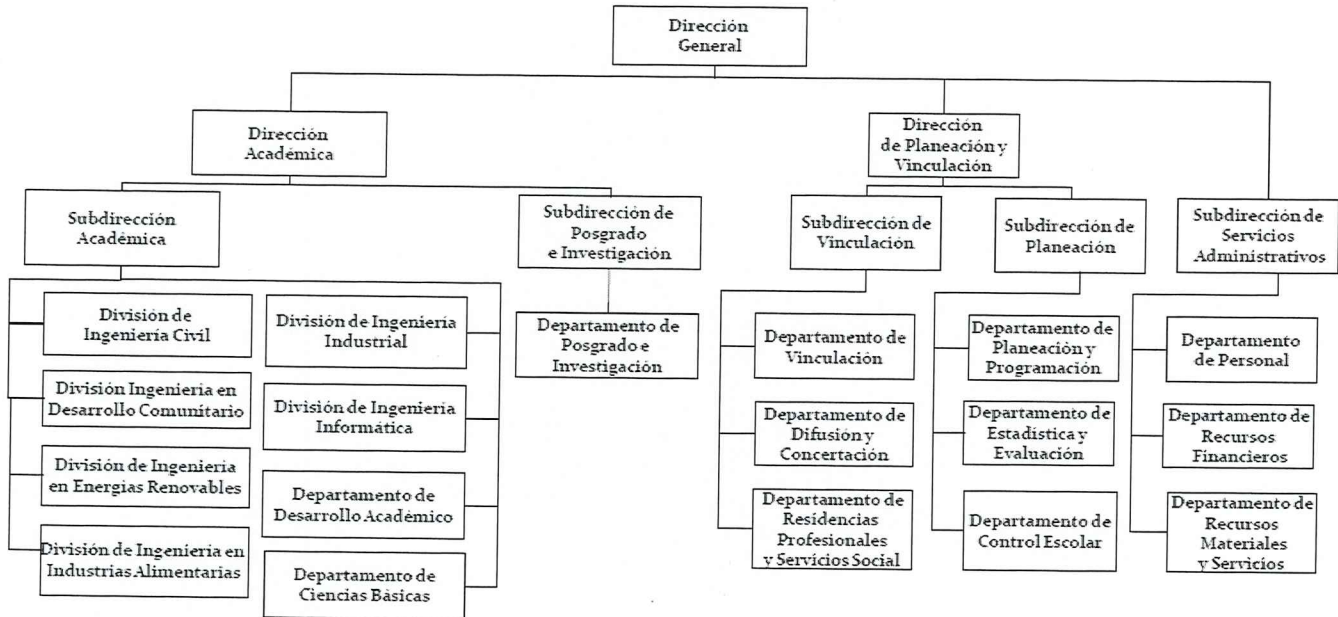 Dirección
General
Dirección
Académica
Dirección
de Planeación y
Vinculación
Subdirección
Académica
Subdirección de
Posgrado
e Investigación
Subdirección de
Vinculación
Subdirección de
Planeación
Subdirección de
Servicios
Administrativos
División de
Ingeniería Civil
División de Ingeniería
Industrial
Departamento de
Posgrado e
Investigación
Departamento de
Vinculación
Departamento de
Planeación y
Programación
Departamento
de Personal
División Ingeniería en
Desarrollo Comunitario
División de Ingeniería
Informática
Departamento de
Difusión y
Concertación
Departamento de
Estadística y
Evaluación
Departamento de
Recursos
Financieros
División de Ingeniería
en Energías Renovables
Departamento de
Desarrollo Académico
Departamento de
Residencias
Profesionales
y Servicios Social
Departamento de
Control Escolar
Departamento de
Recursos
Materiales
y Servicios
División de Ingeniería en
Industrias Alimentarias
Departamento de
Ciencias Básicas